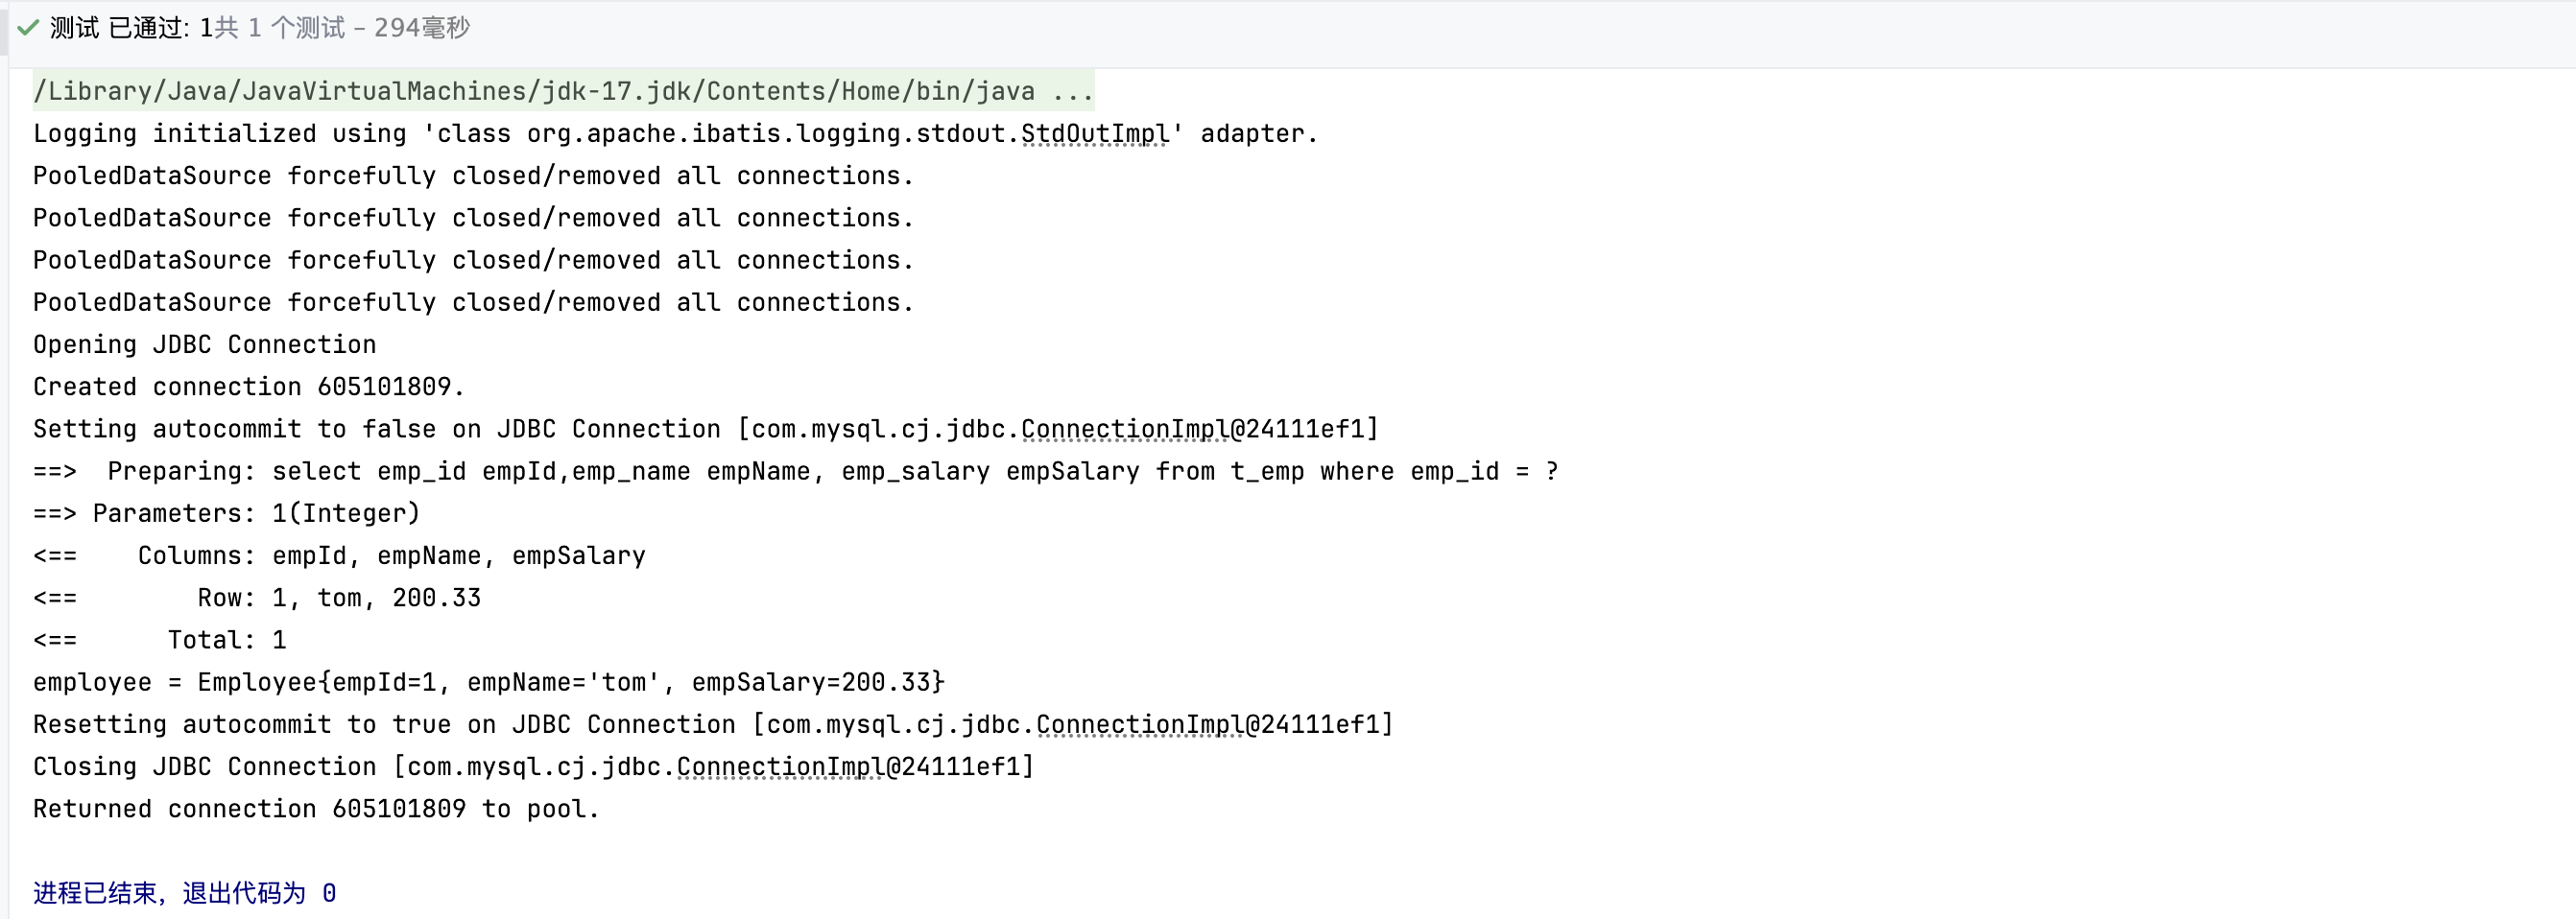 测试 已通过: 1共 1 个测试 – 294毫秒
/Library/Java/JavaVirtualMachines/jdk-17.jdk/Contents/Home/bin/java ...
Logging initialized using 'class org.apache.ibatis.logging.stdout.StdOutImpl' adapter.
PooledDataSource forcefully closed/removed all connections.
PooledDataSource forcefully closed/removed all connections.
PooledDataSource forcefully closed/removed all connections.
PooledDataSource forcefully closed/removed all connections.
Opening JDBC Connection
Created connection 605101809.
Setting autocommit to false on JDBC Connection [com.mysql.cj.jdbc.ConnectionImpl@24111ef1]
==>  Preparing: select emp_id empId,emp_name empName, emp_salary empSalary from t_emp where emp_id = ?
==> Parameters: 1(Integer)
<==    Columns: empId, empName, empSalary
<==        Row: 1, tom, 200.33
<==      Total: 1
employee = Employee{empId=1, empName='tom', empSalary=200.33}
Resetting autocommit to true on JDBC Connection [com.mysql.cj.jdbc.ConnectionImpl@24111ef1]
Closing JDBC Connection [com.mysql.cj.jdbc.ConnectionImpl@24111ef1]
Returned connection 605101809 to pool.
进程已结束，退出代码为 0